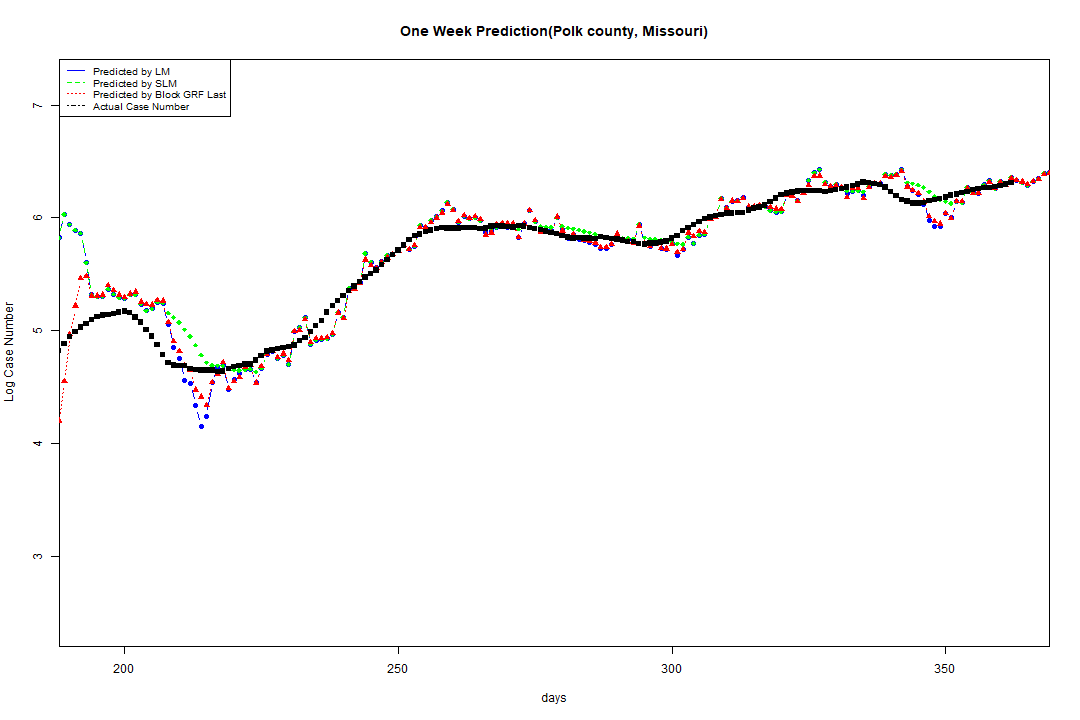 One Week Prediction(Polk county, Missouri)
Predicted by LM
Predicted by SLM
Predicted by Block GRF Last
Actual Case Number
7
6
5
4
3
Log Case Number
200
250
300
350
days